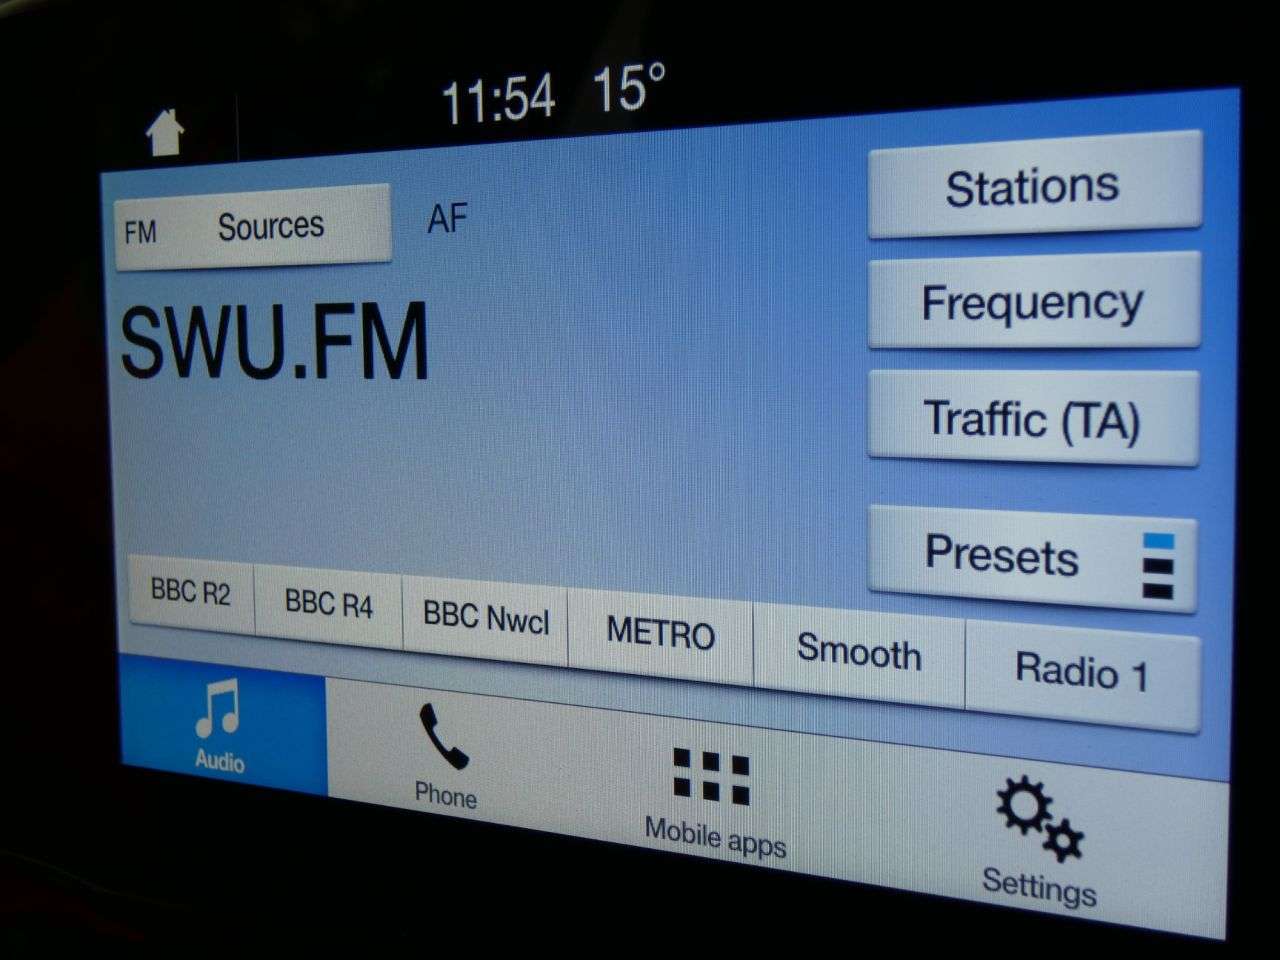 11:54 15°
FM Sources AF
Stations
SWU.FM
Frequency
Traffic (TA)
Presets
BBC R2 BBC R4 BBC Nwcl METRO Smooth Radio 1
Audio Phone Mobile apps Settings